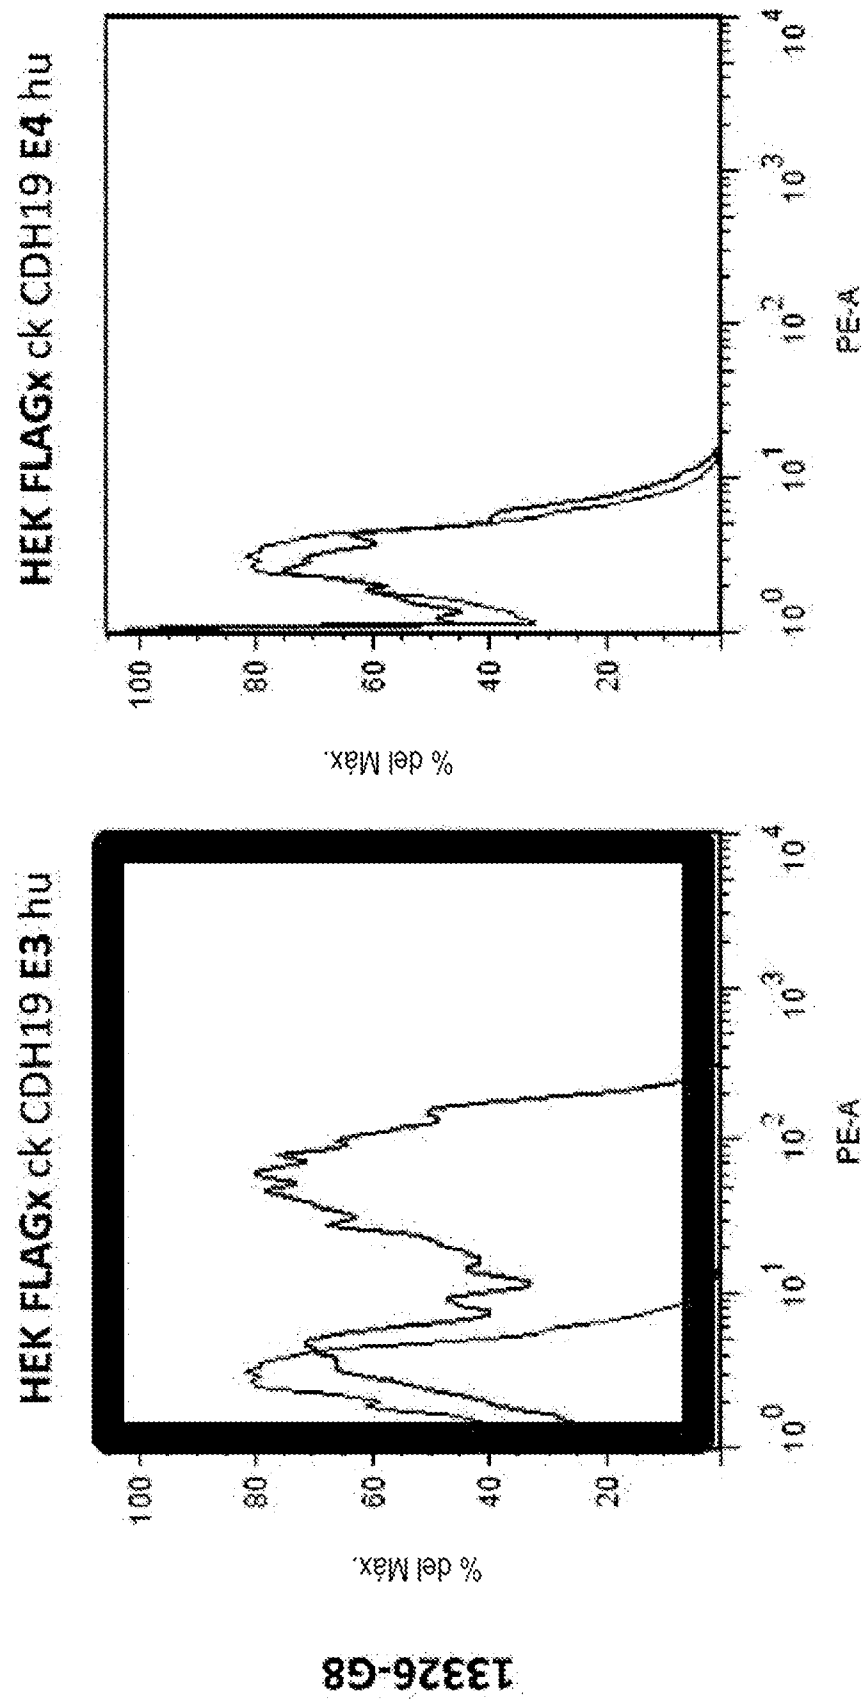 HEK FLAGx ck CDH19 E3 hu
HEK FLAGx ck CDH19 E4 hu
13326-G8
% del Máx.
100
80
60
40
20
10^0 10^1 10^2 10^3 10^4
PE-A
% del Máx.
100
80
60
40
20
10^0 10^1 10^2 10^3 10^4
PE-A